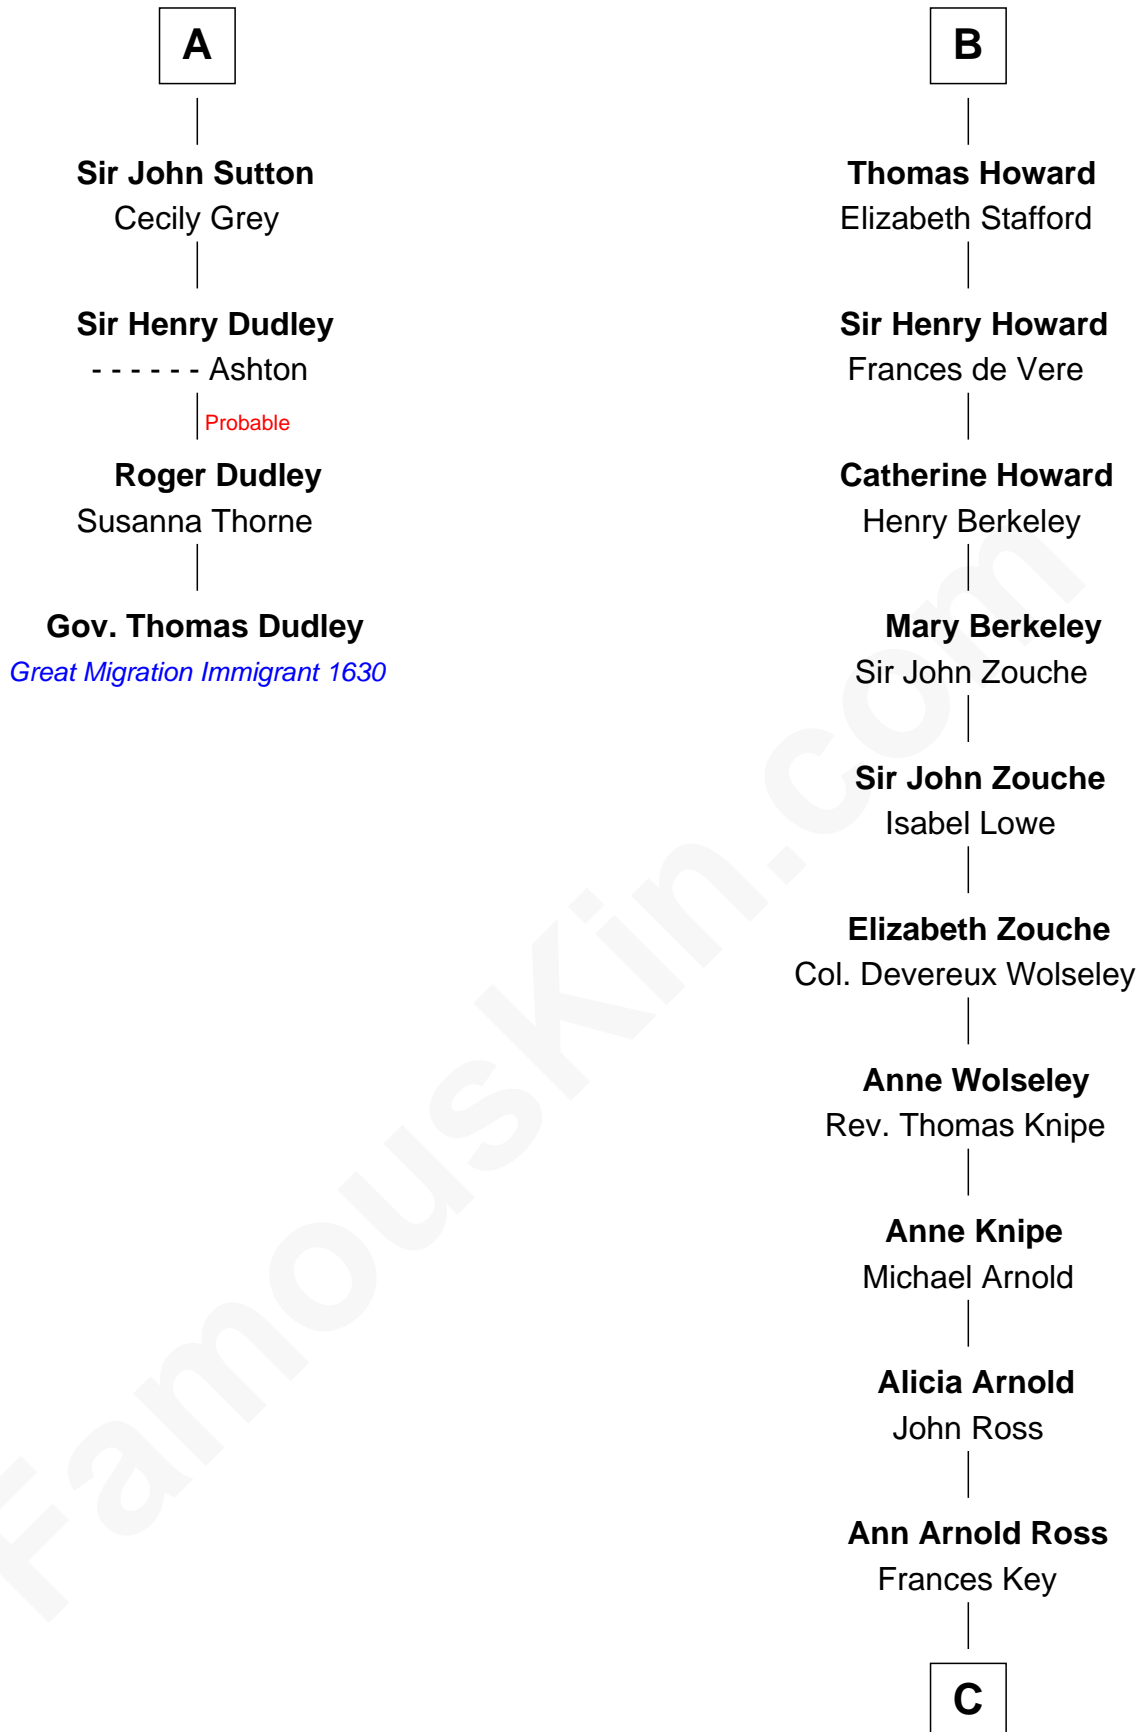 A
Sir John Sutton
Cecily Grey
Sir Henry Dudley
- - - - - - Ashton
Probable
Roger Dudley
Susanna Thorne
Gov. Thomas Dudley
Great Migration Immigrant 1630
B
Thomas Howard
Elizabeth Stafford
Sir Henry Howard
Frances de Vere
Catherine Howard
Henry Berkeley
Mary Berkeley
Sir John Zouche
Sir John Zouche
Isabel Lowe
Elizabeth Zouche
Col. Devereux Wolseley
Anne Wolseley
Rev. Thomas Knipe
Anne Knipe
Michael Arnold
Alicia Arnold
John Ross
Ann Arnold Ross
Frances Key
C
FamousKin.com